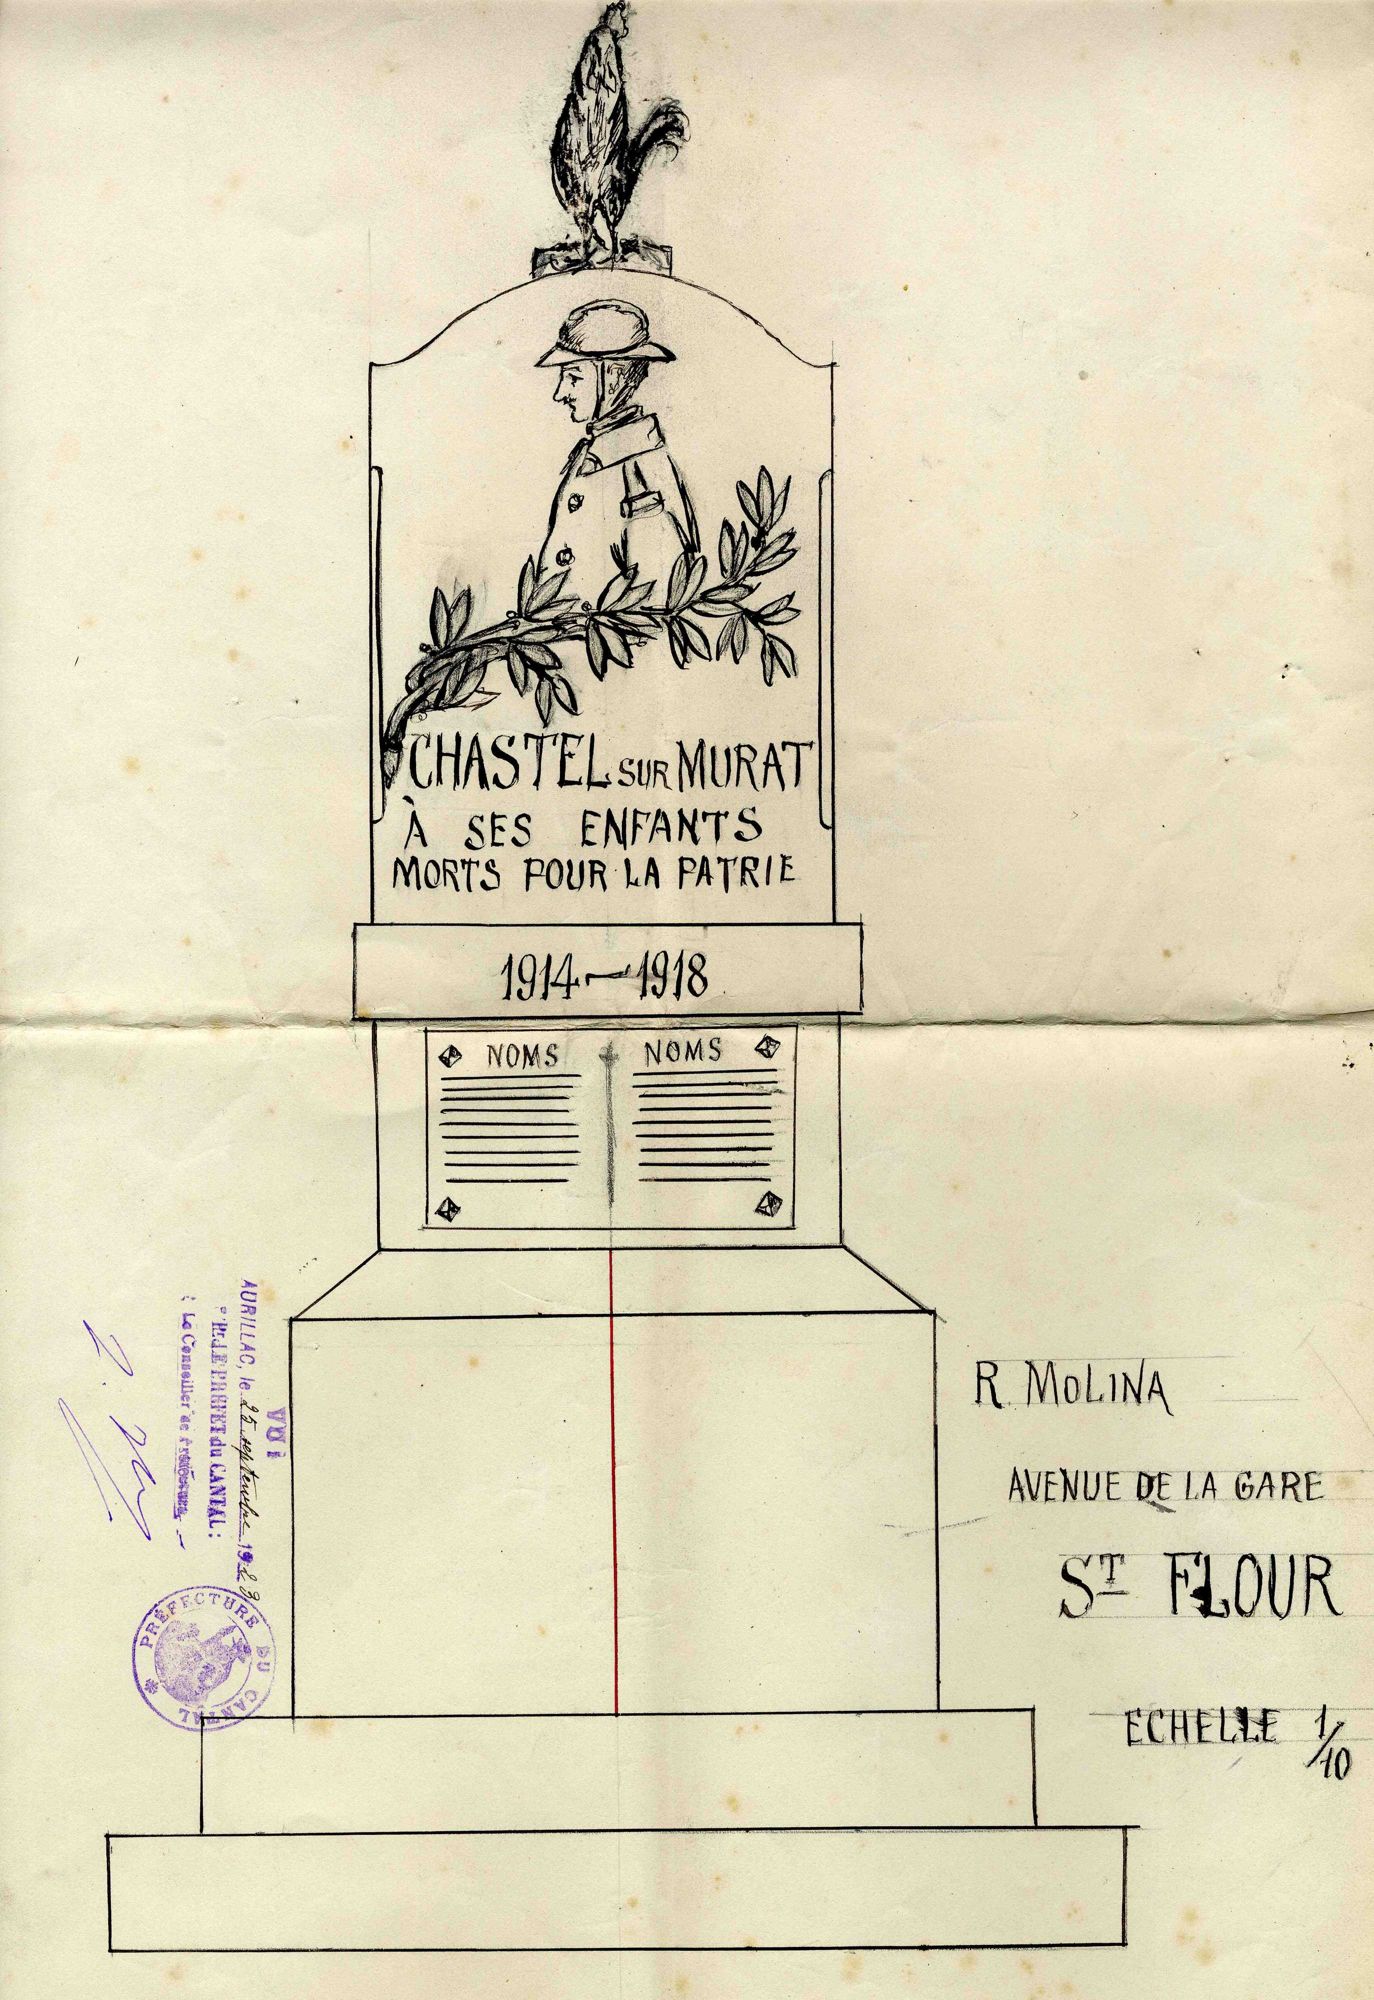 CHASTEL SUR MURAT
À SES ENFANTS
MORTS POUR LA PATRIE
1914—1918
NOMS NOMS
R. MOLINA
AVENUE DE LA GARE
ST FLOUR
ECHELLE 1/10
VU :
AURILLAC, le 25 septembre 1923
LE PRÉFET du CANTAL :
Le Conseiller de Préfecture
PRÉFECTURE DU CANTAL